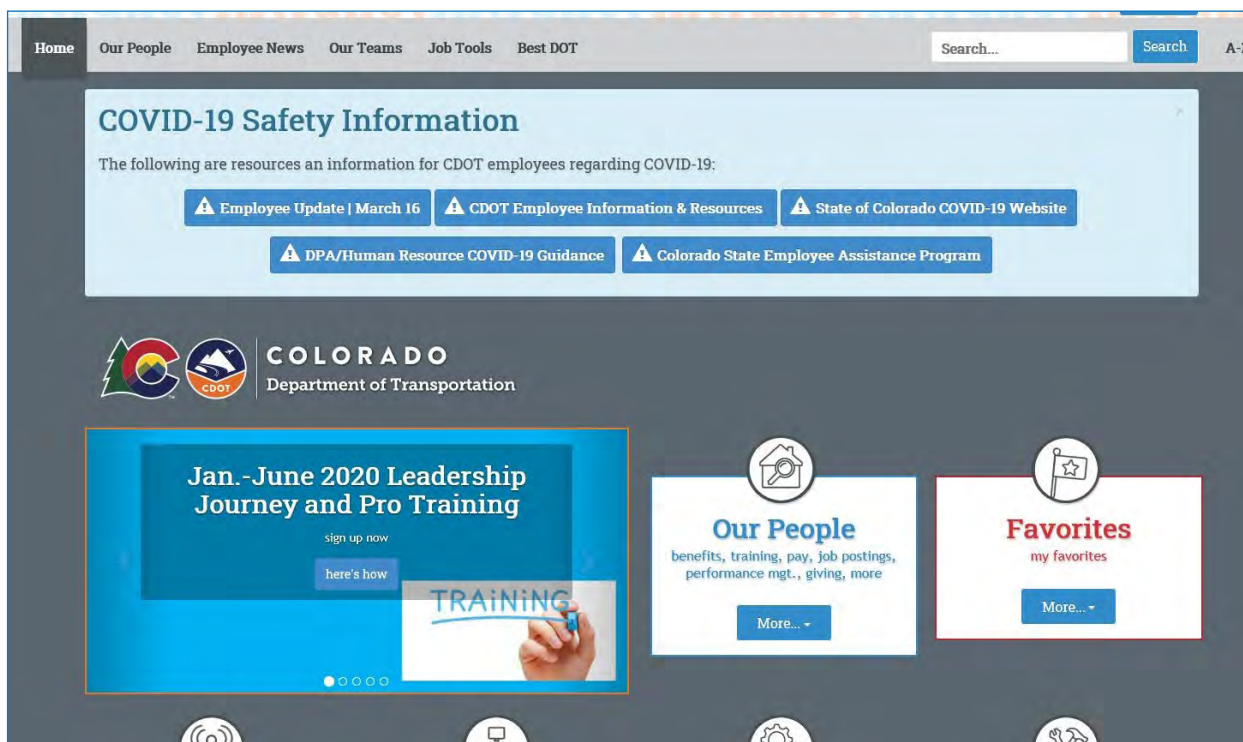 Home Our People Employee News Our Teams Job Tools Best DOT Search... Search A-
COVID-19 Safety Information
The following are resources an information for CDOT employees regarding COVID-19:
Employee Update | March 16 CDOT Employee Information & Resources State of Colorado COVID-19 Website
DPA/Human Resource COVID-19 Guidance Colorado State Employee Assistance Program
CDOT
COLORADO
Department of Transportation
Jan.-June 2020 Leadership
Journey and Pro Training
sign up now
here's how
TRAiNiNG
Our People
benefits, training, pay, job postings,
performance mgt., giving, more
More...
Favorites
my favorites
More...